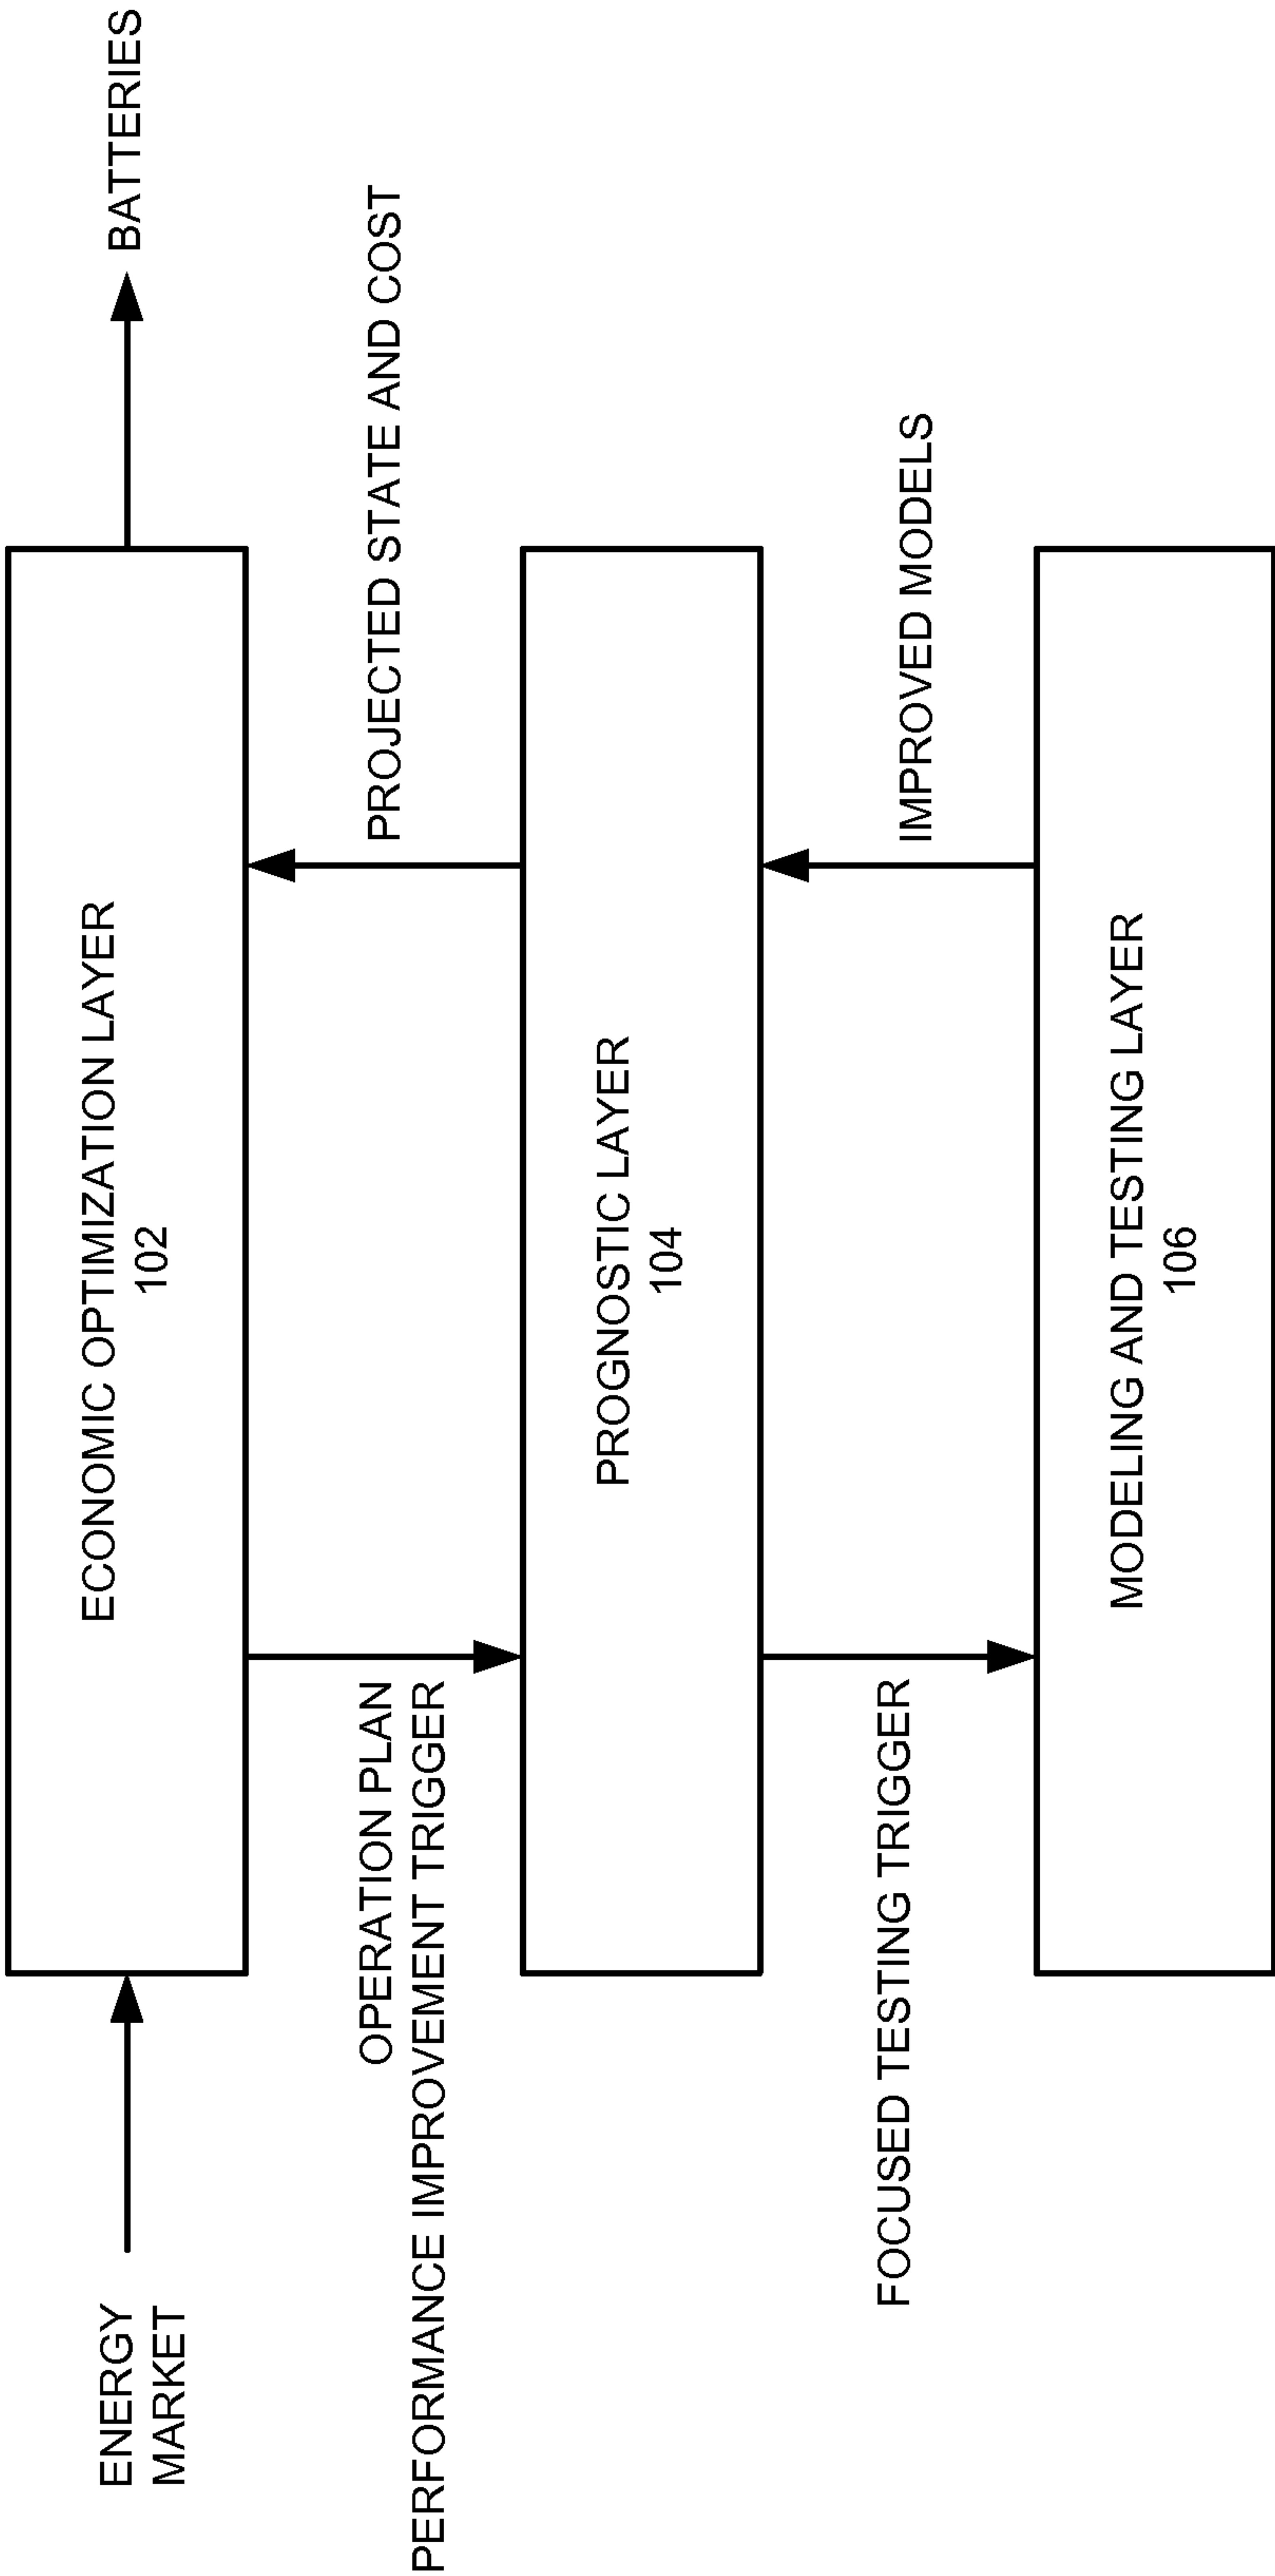 ENERGY
MARKET
ECONOMIC OPTIMIZATION LAYER
102
BATTERIES
OPERATION PLAN
PERFORMANCE IMPROVEMENT TRIGGER
PROJECTED STATE AND COST
PROGNOSTIC LAYER
104
FOCUSED TESTING TRIGGER
IMPROVED MODELS
MODELING AND TESTING LAYER
106